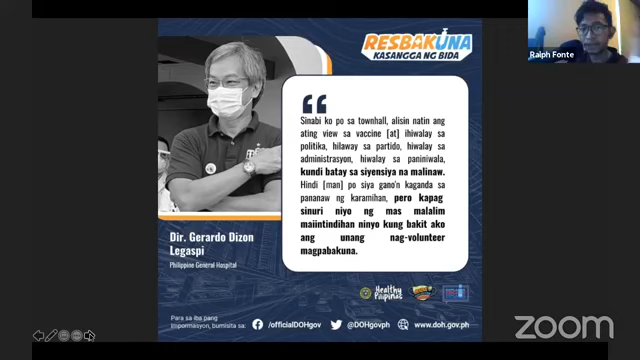 RESBAKUNA
KASANGGA NG BIDA
Ralph Fonte
Sinabi ko po sa townhall, alisin natin ang
ating view sa vaccine [at] ihiwalay sa
politika, hilaway sa partido, hiwalay sa
administrasyon, hiwalay sa paniniwala,
kundi batay sa siyensiya na malinaw.
Hindi [man] po siya gano'n kaganda sa
pananaw ng karamihan, pero kapag
sinuri niyo ng mas malalim
maiintindihan ninyo kung bakit ako
ang unang nag-volunteer
magpabakuna.
Dir. Gerardo Dizon
Legaspi
Philippine General Hospital
Healthy
Pilipinas
Para sa iba pang
impormasyon, bumisita sa:
/officialDOHgov
@DOHgovph
www.doh.gov.ph
zoom